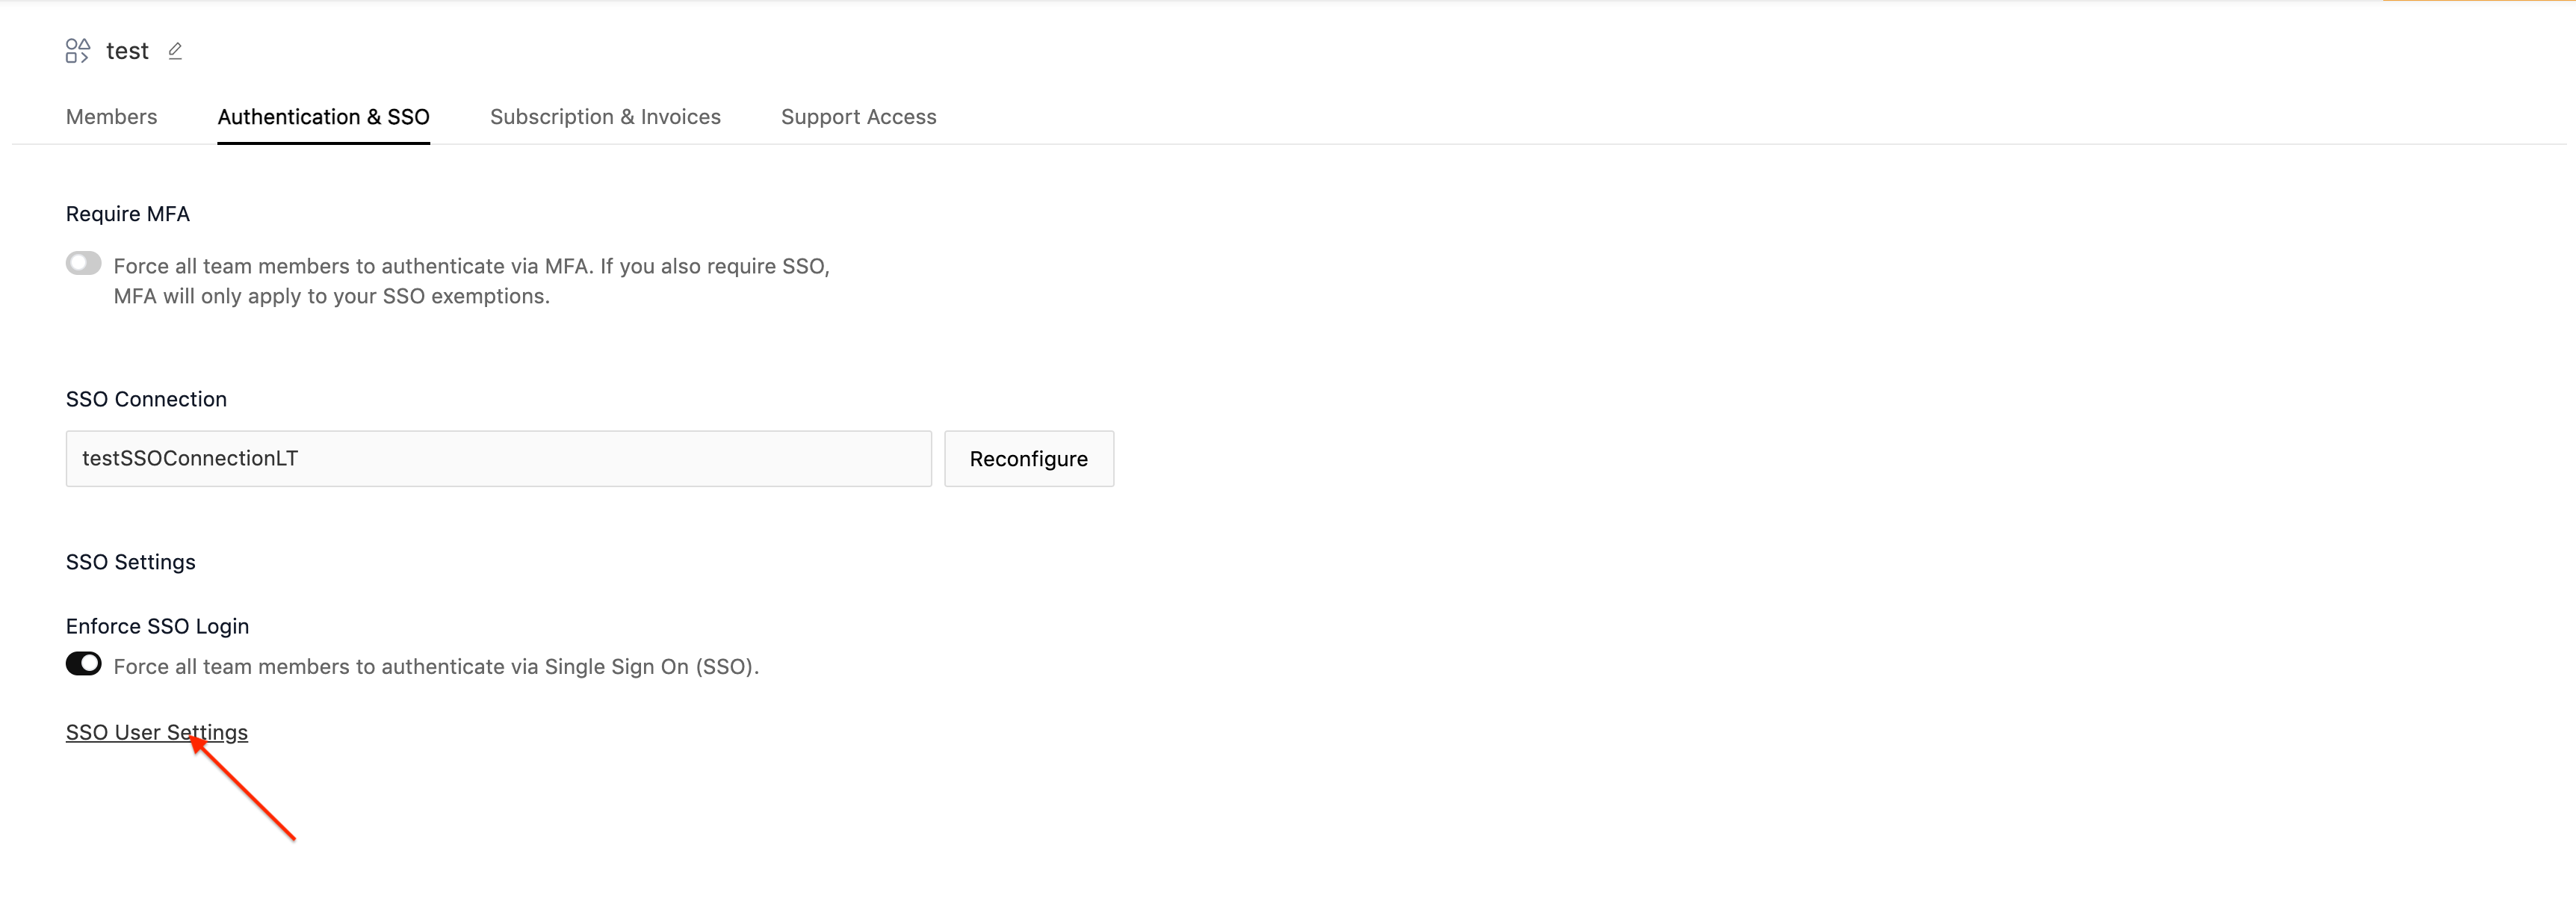 test
Members
Authentication & SSO
Subscription & Invoices
Support Access
Require MFA
Force all team members to authenticate via MFA. If you also require SSO,
MFA will only apply to your SSO exemptions.
SSO Connection
testSSOConnectionLT
Reconfigure
SSO Settings
Enforce SSO Login
Force all team members to authenticate via Single Sign On (SSO).
SSO User Settings